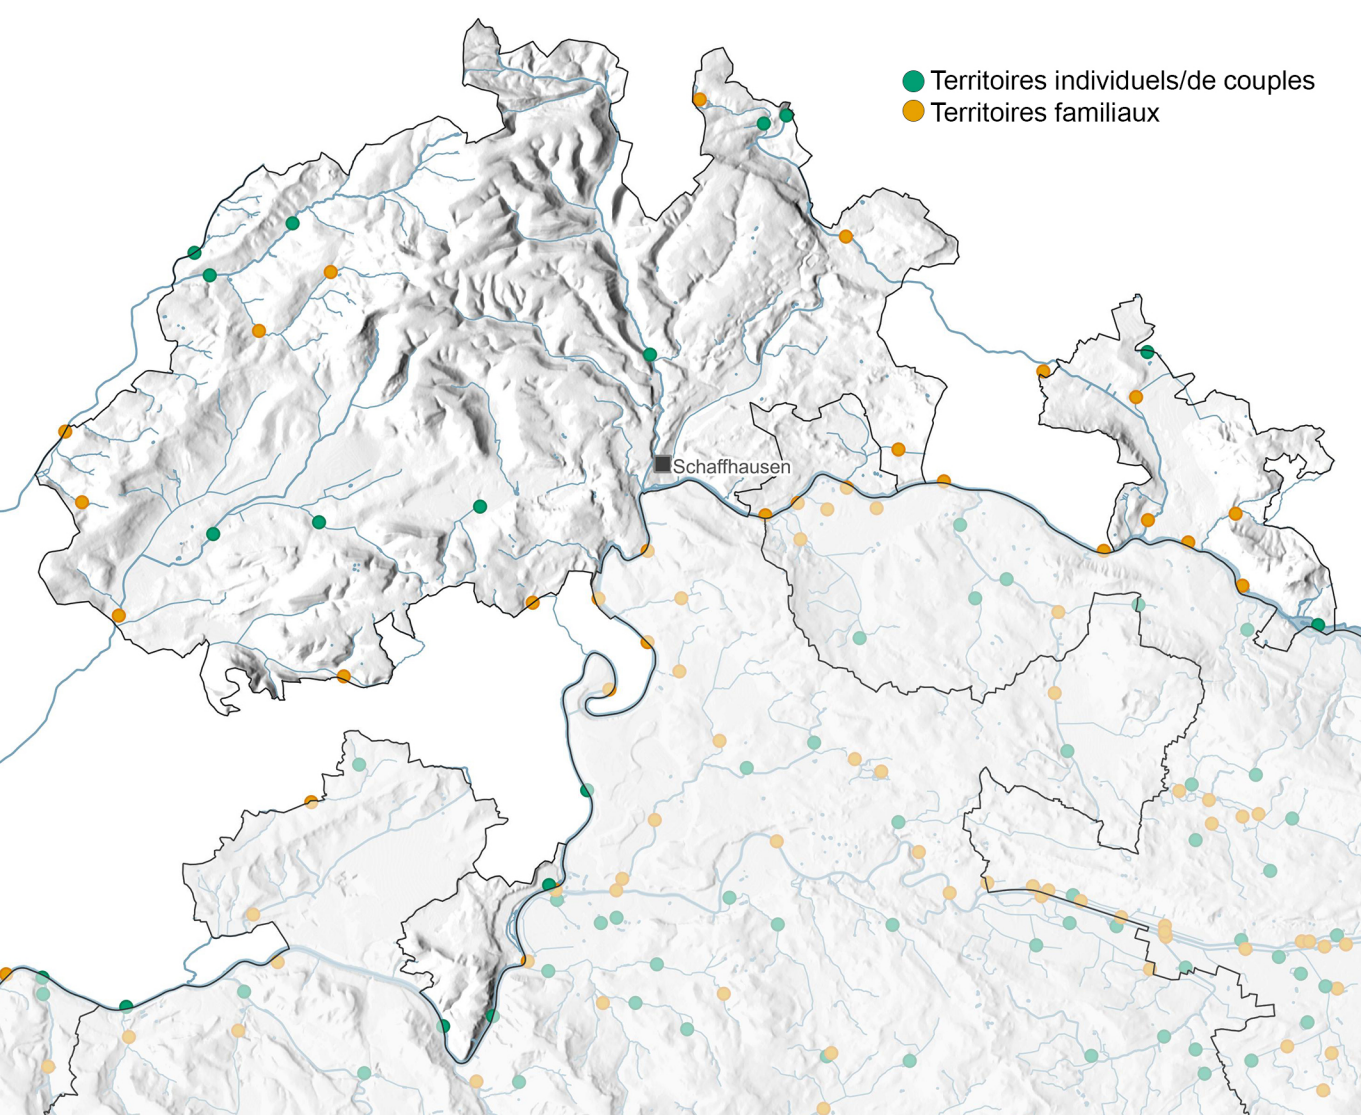 Territoires individuels/de couples
Territoires familiaux
Schaffhausen